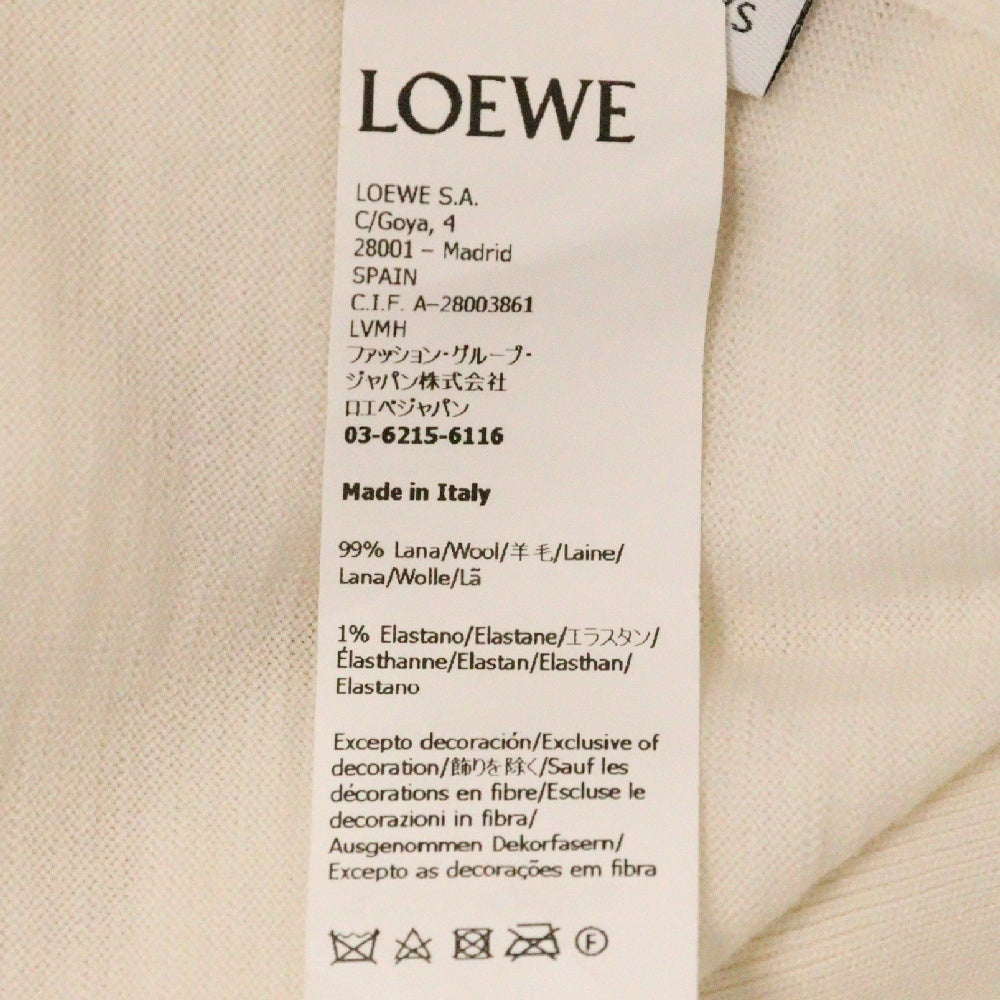 S
LOEWE
LOEWE S.A.
C/Goya, 4
28001 – Madrid
SPAIN
C.I.F. A-28003861
LVMH
ファッション・グループ・
ジャパン株式会社
ロエベジャパン
03-6215-6116
Made in Italy
99% Lana/Wool/羊毛/Laine/
Lana/Wolle/Lã
1% Elastano/Elastane/エラスタン/
Élasthanne/Elastan/Elasthan/
Elastano
Excepto decoración/Exclusive of
decoration/飾りを除く/Sauf les
décorations en fibre/Escluse le
decorazioni in fibra/
Ausgenommen Dekorfasern/
Excepto as decorações em fibra
F